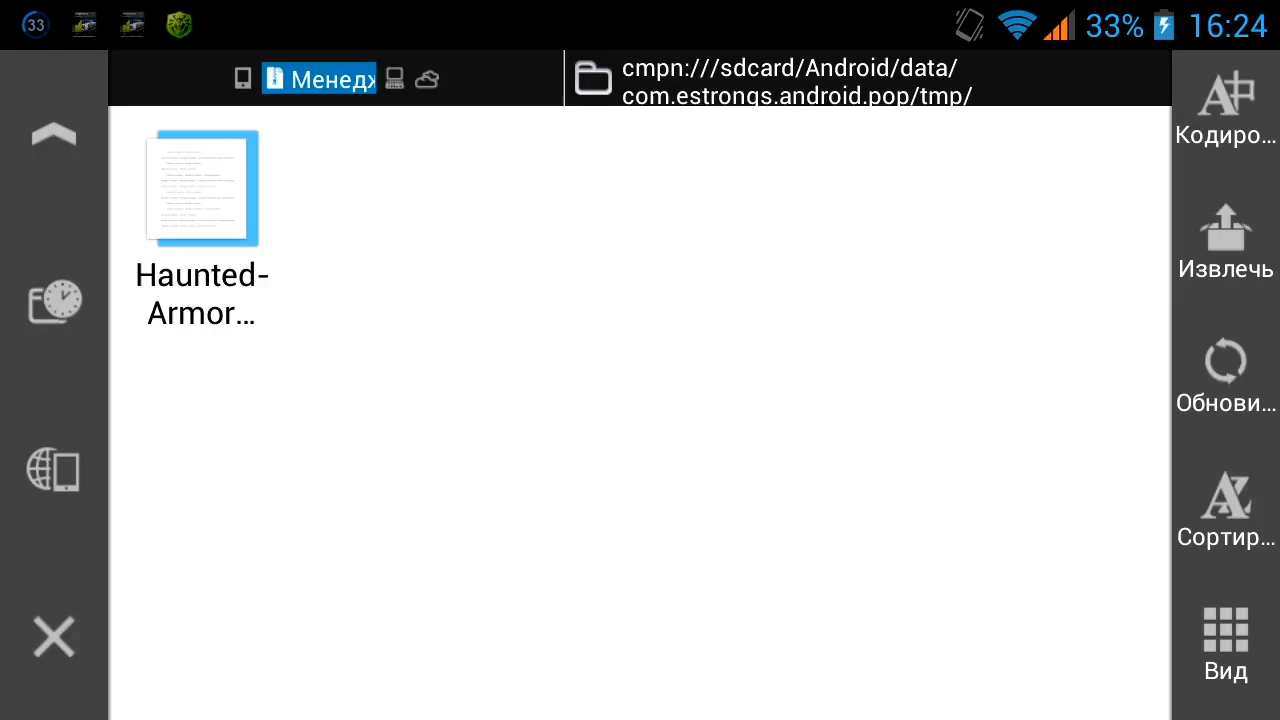 33
33%
16:24
Менедж
cmpn:///sdcard/Android/data/
com.estrongs.android.pop/tmp/
Кодиро...
Извлечь
Обнови...
Сортир...
Вид
Haunted-
Armor...